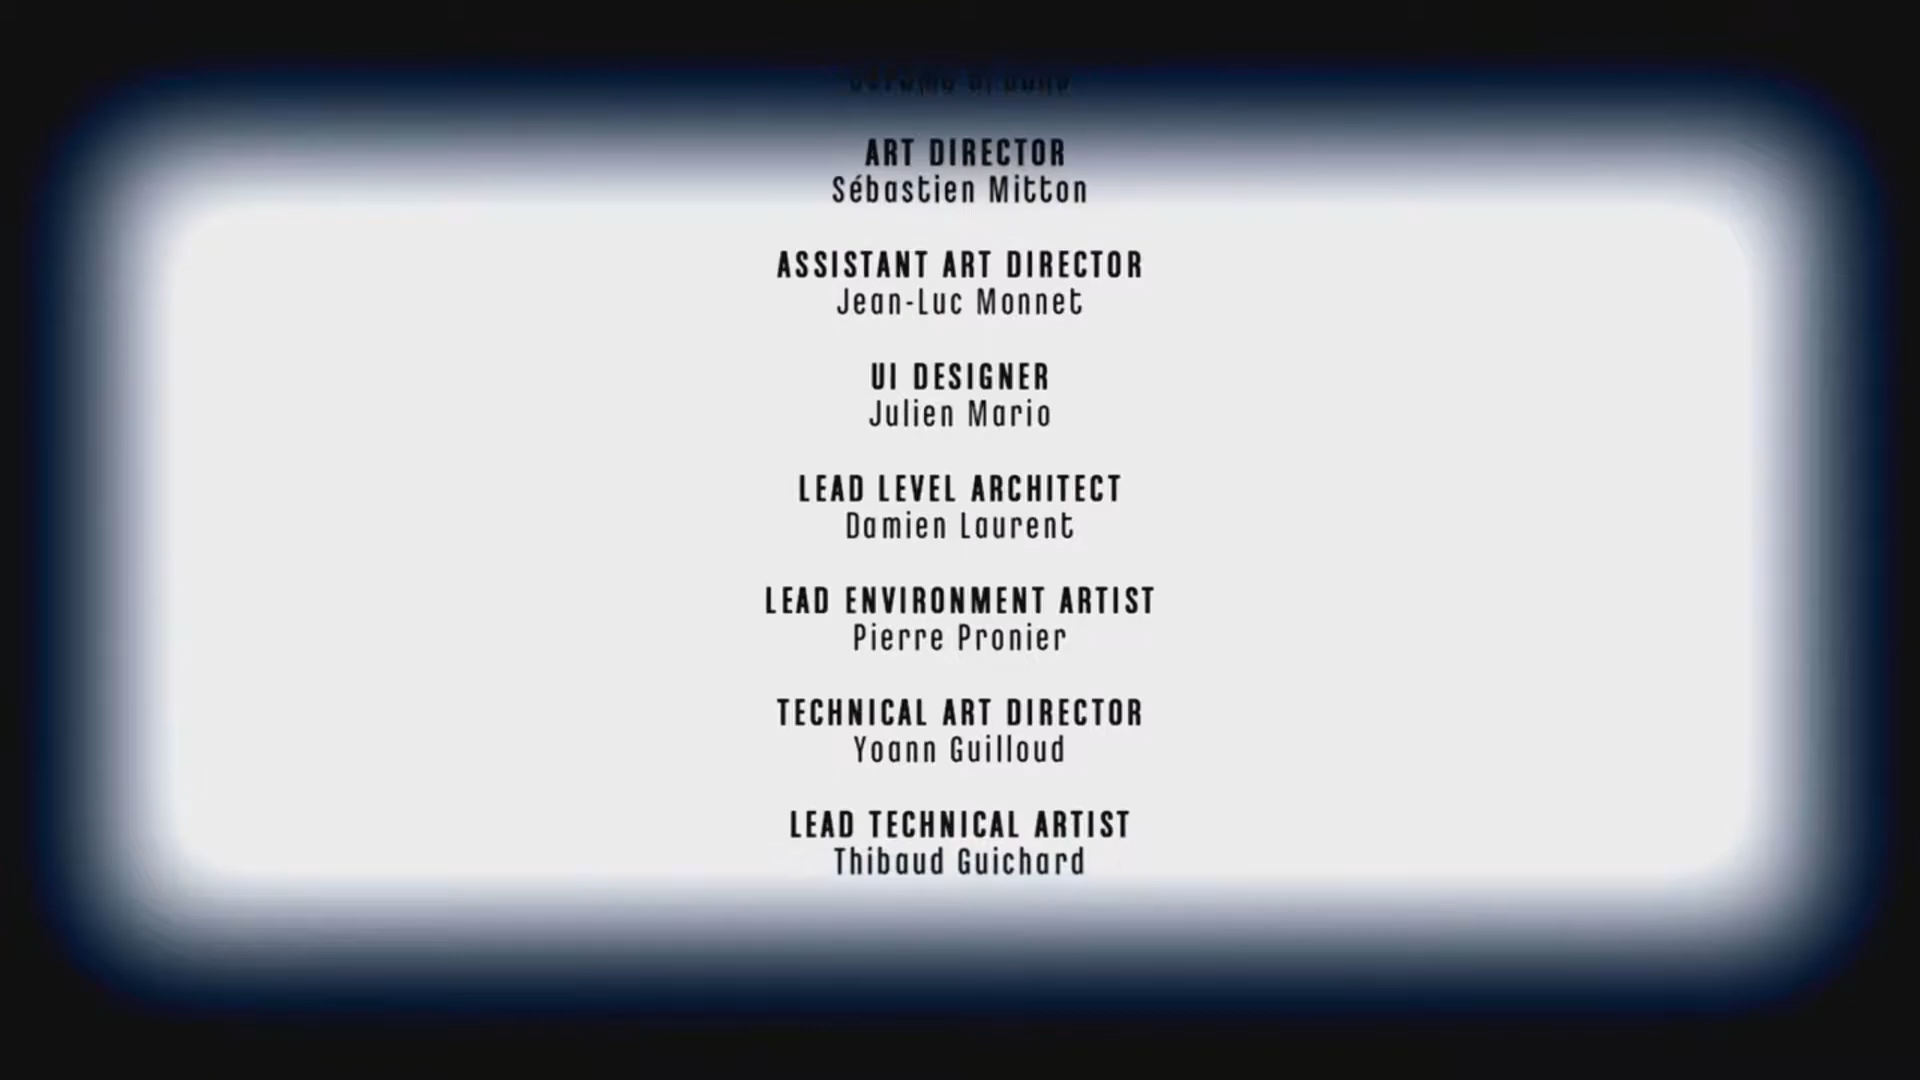 ART DIRECTOR
Sébastien Mitton
ASSISTANT ART DIRECTOR
Jean-Luc Monnet
UI DESIGNER
Julien Mario
LEAD LEVEL ARCHITECT
Damien Laurent
LEAD ENVIRONMENT ARTIST
Pierre Pronier
TECHNICAL ART DIRECTOR
Yoann Guilloud
LEAD TECHNICAL ARTIST
Thibaud Guichard